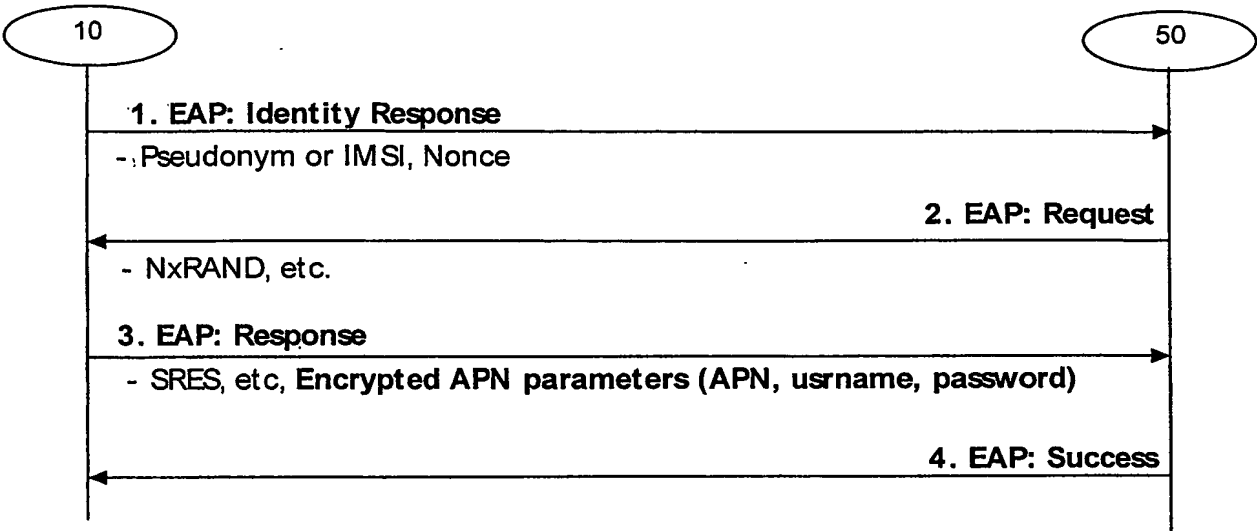 10
50
1. EAP: Identity Response
- Pseudonym or IMSI, Nonce
2. EAP: Request
- NxRAND, etc.
3. EAP: Response
- SRES, etc, Encrypted APN parameters (APN, usrname, password)
4. EAP: Success